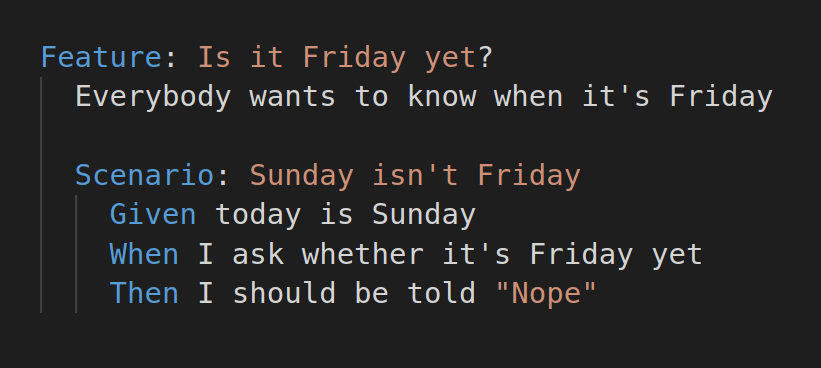 Feature: Is it Friday yet?
Everybody wants to know when it's Friday
Scenario: Sunday isn't Friday
Given today is Sunday
When I ask whether it's Friday yet
Then I should be told "Nope"